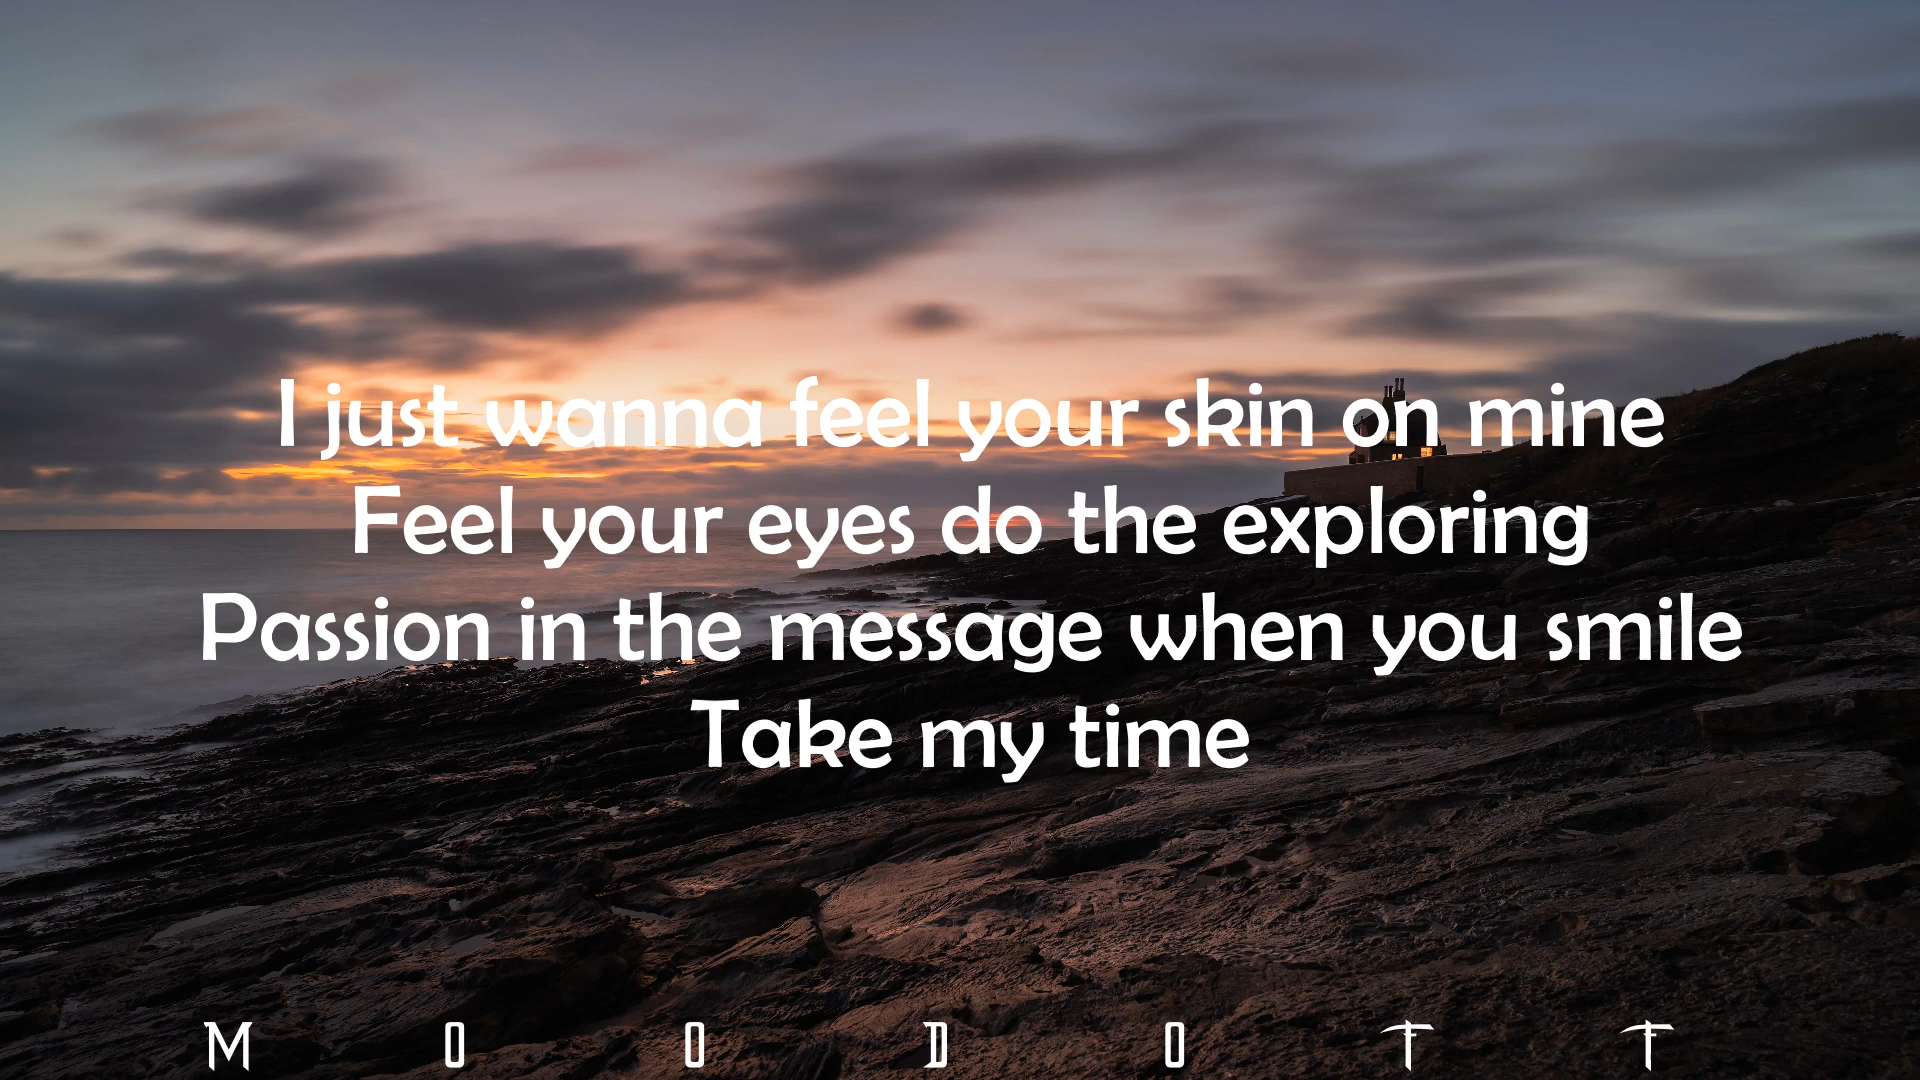 I just wanna feel your skin on mine
Feel your eyes do the exploring
Passion in the message when you smile
Take my time
MOODOTT